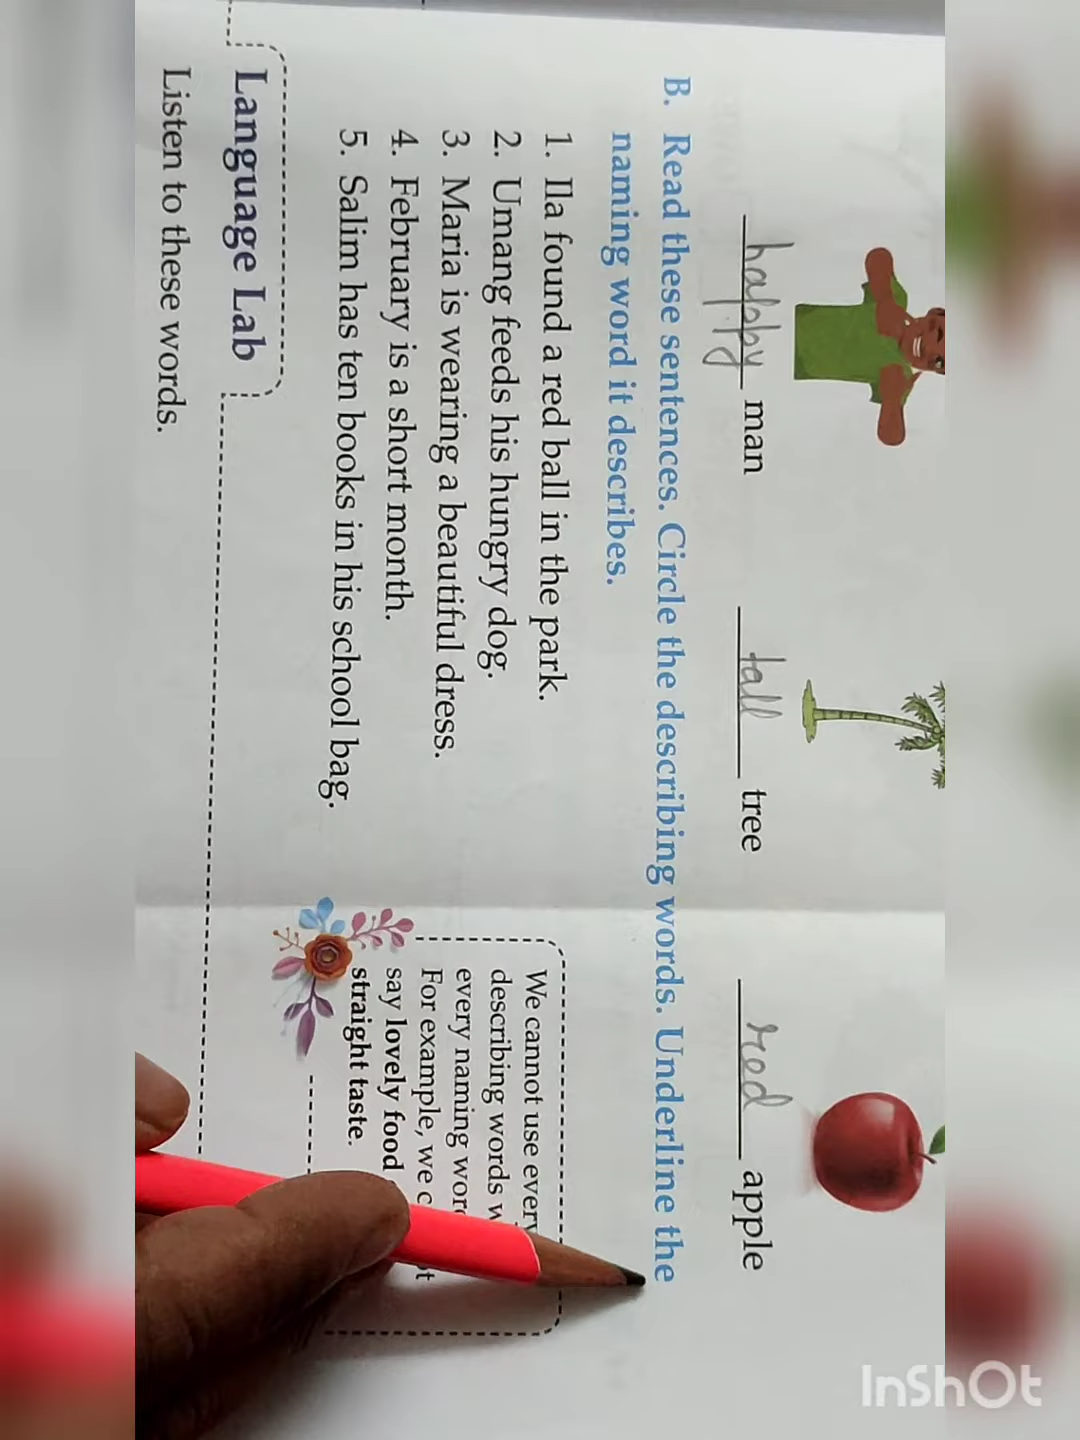 happy man tall tree red apple
B. Read these sentences. Circle the describing words. Underline the
naming word it describes.
1. Ila found a red ball in the park.
2. Umang feeds his hungry dog.
3. Maria is wearing a beautiful dress.
4. February is a short month.
5. Salim has ten books in his school bag.
We cannot use every
describing words
every naming
For example, we
say lovely food
straight taste.
Language Lab
Listen to these words.
InShOt